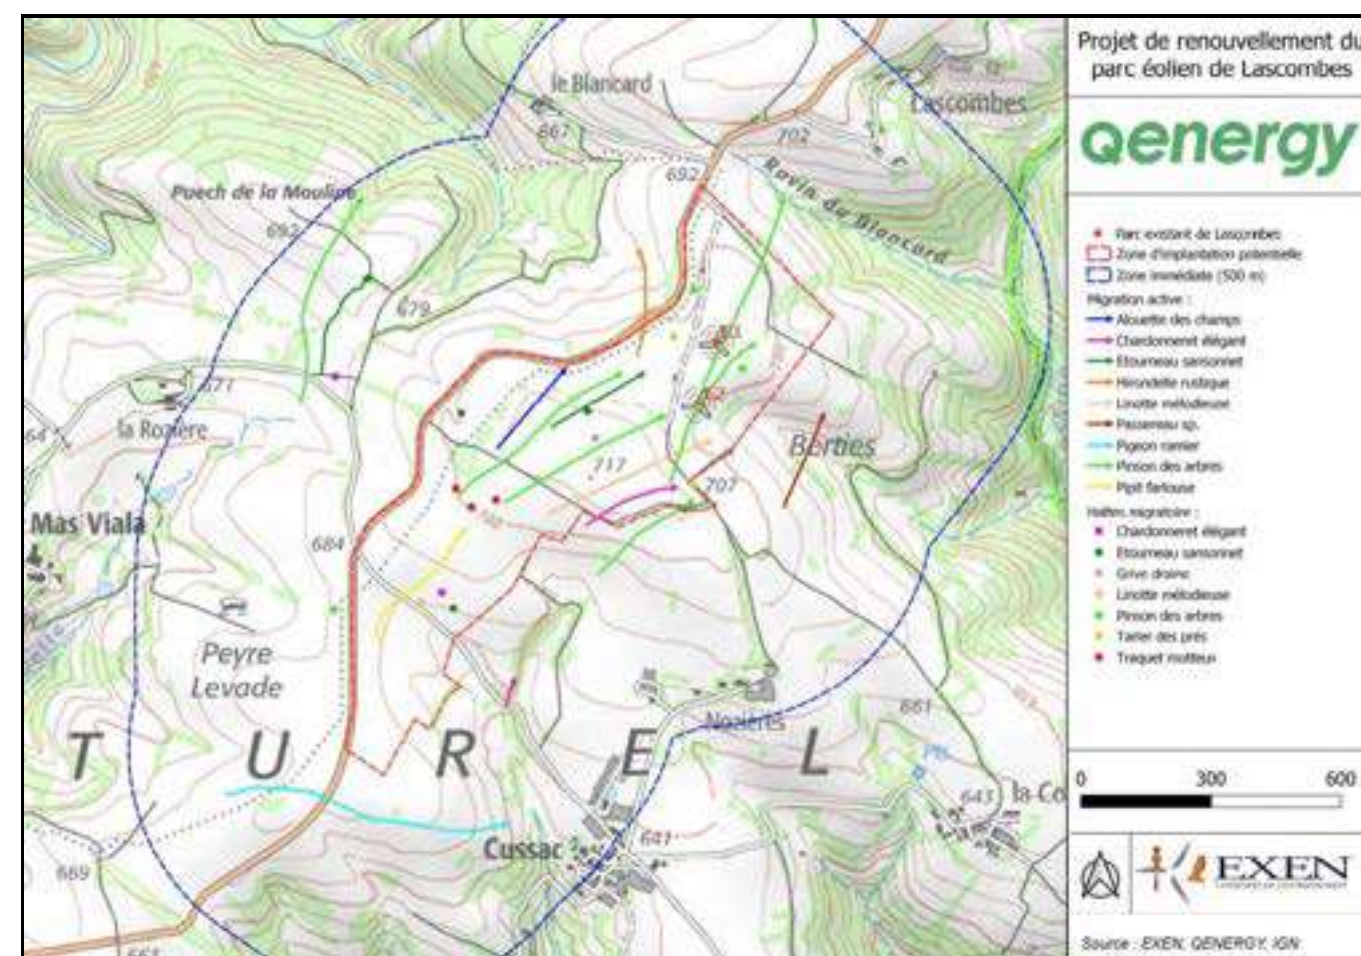 le Blancard
667
Lascombes
702
692
Ravin du Blancard
Puech de la Mouline
692
679
671
la Rozière
64
717
Berties
707
Mas Viala
684
Peyre
Levade
Nozières
661
T U R E L
643
la Co
Cussac
641
669
663
Projet de renouvellement du
parc éolien de Lascombes
Qenergy
Parc existant de Lascombes
Zone d'implantation potentielle
Zone immédiate (500 m)
Migration active :
Alouette des champs
Chardonneret élégant
Etourneau sansonnet
Hirondelle rustique
Linotte mélodieuse
Passereau sp.
Pigeon ramier
Pinson des arbres
Pipit farlouse
Haltes migratoire :
Chardonneret élégant
Etourneau sansonnet
Grive draine
Linotte mélodieuse
Pinson des arbres
Tarier des prés
Traquet motteux
0 300 600
EXEN
Source : EXEN, QENERGY, IGN